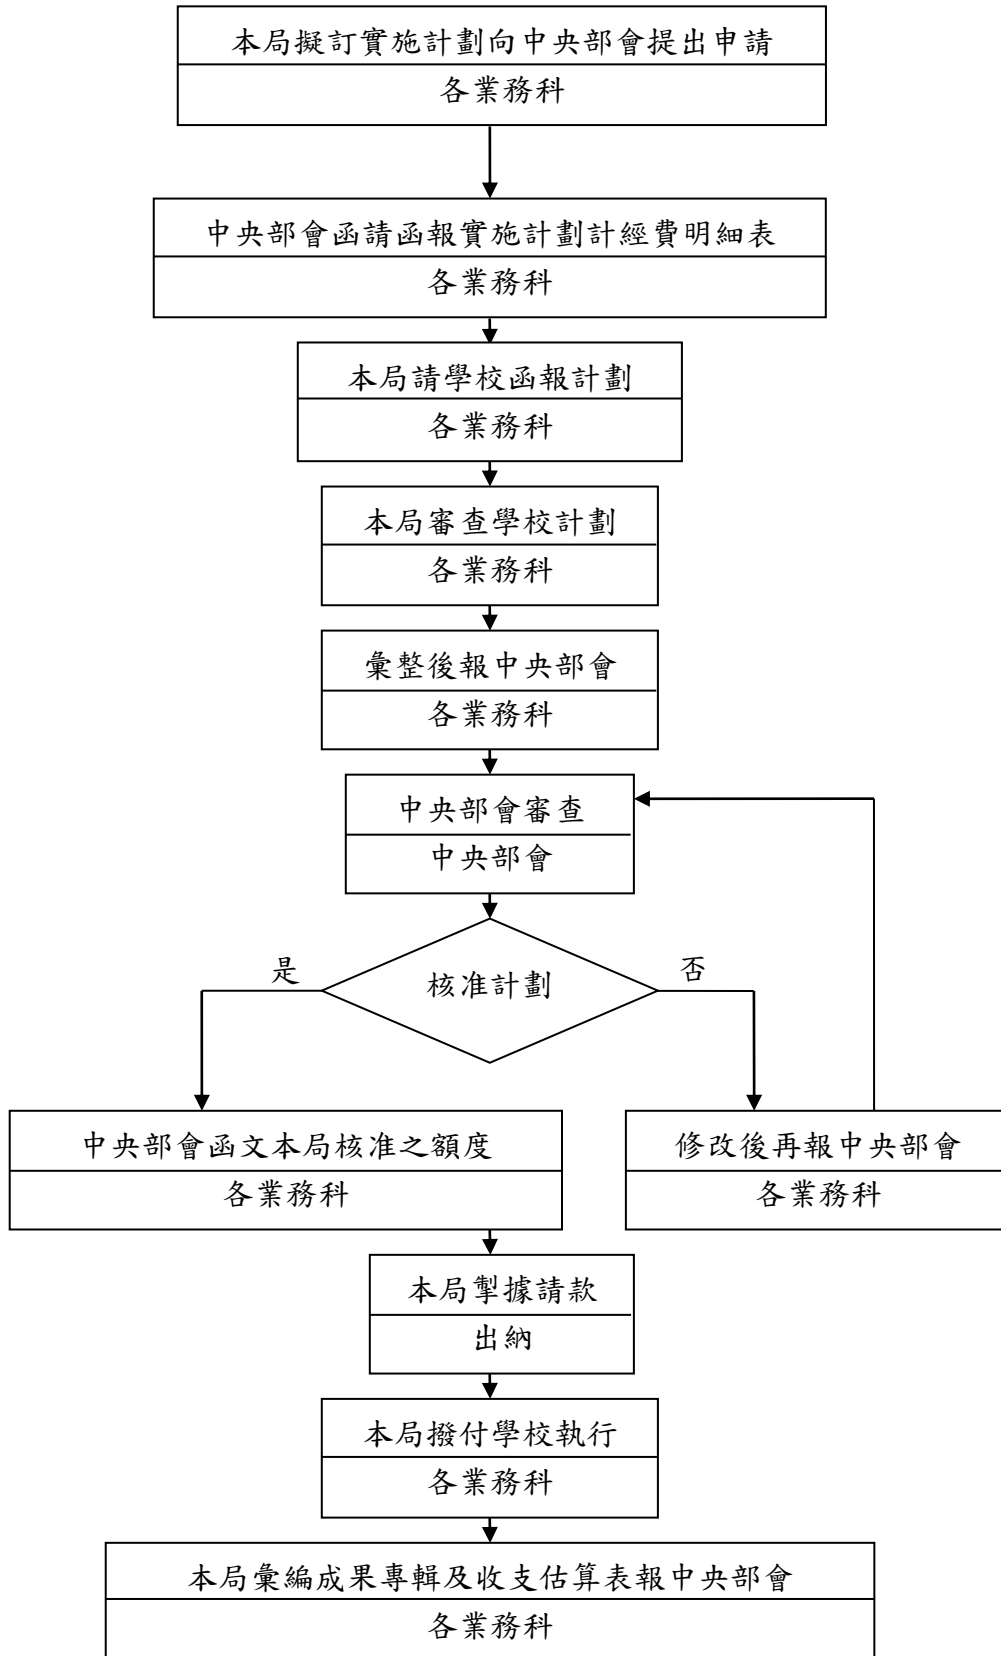 本局擬訂實施計劃向中央部會提出申請
各業務科
中央部會函請函報實施計劃計經費明細表
各業務科
本局請學校函報計劃
各業務科
本局審查學校計劃
各業務科
彙整後報中央部會
各業務科
中央部會審查
中央部會
是
核准計劃
否
中央部會函文本局核准之額度
各業務科
修改後再報中央部會
各業務科
本局掣據請款
出納
本局撥付學校執行
各業務科
本局彙編成果專輯及收支估算表報中央部會
各業務科